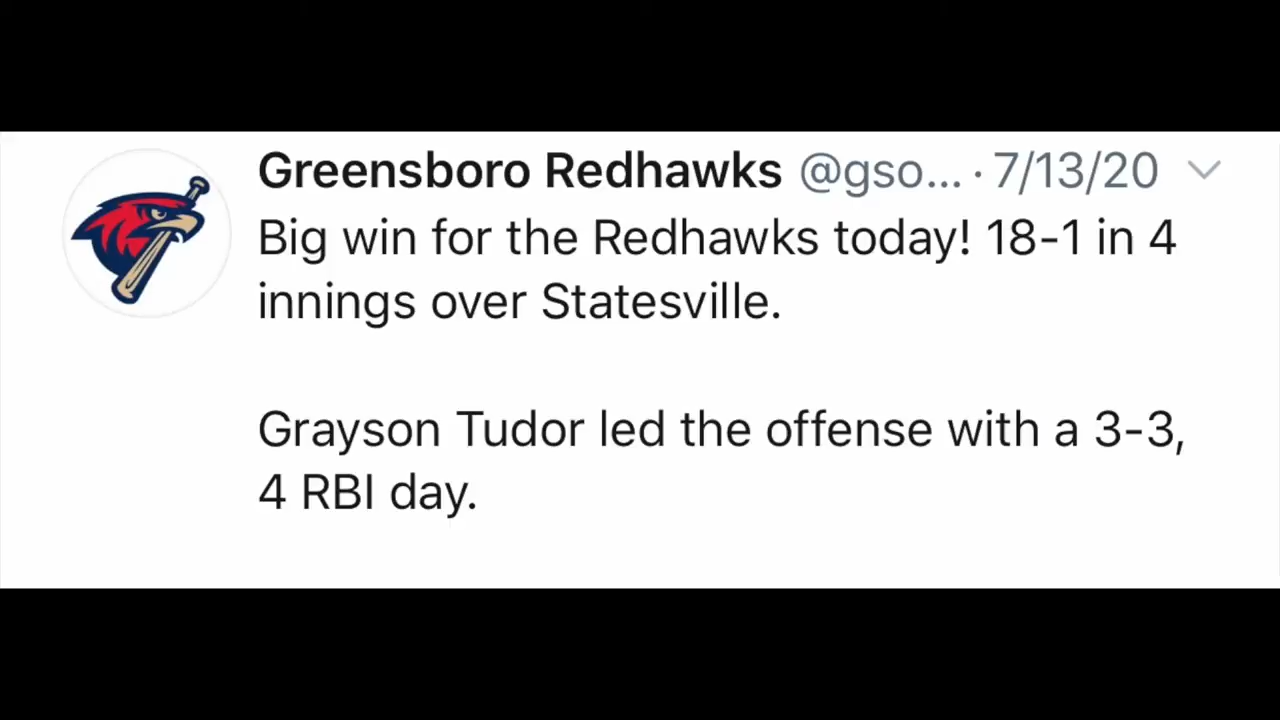 Greensboro Redhawks @gso... · 7/13/20
Big win for the Redhawks today! 18-1 in 4
innings over Statesville.
Grayson Tudor led the offense with a 3-3,
4 RBI day.